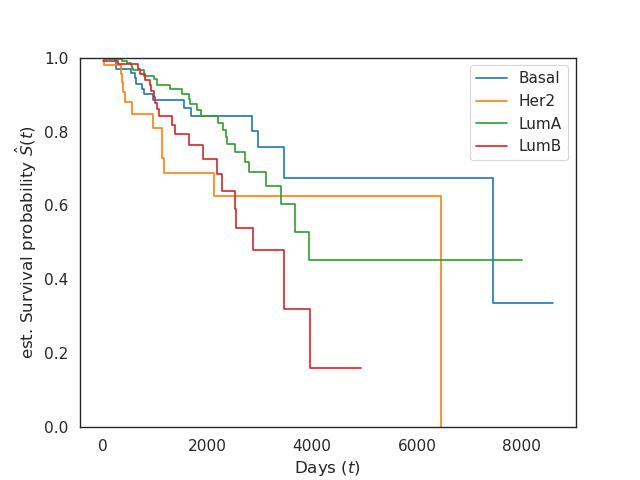 1.0
0.8
0.6
0.4
0.2
0.0
est. Survival probability Ŝ(t)
0 2000 4000 6000 8000
Days (t)
Basal
Her2
LumA
LumB